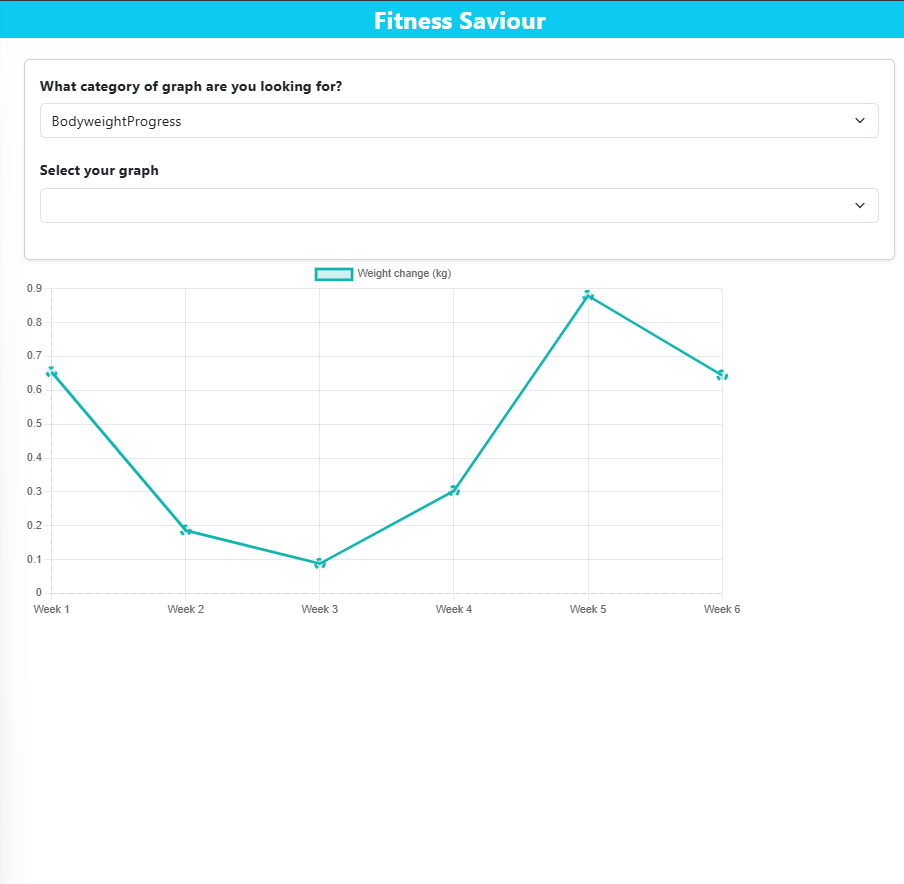 Fitness Saviour
What category of graph are you looking for?
BodyweightProgress
Select your graph
Weight change (kg)
0.9
0.8
0.7
0.6
0.5
0.4
0.3
0.2
0.1
0
Week 1 Week 2 Week 3 Week 4 Week 5 Week 6